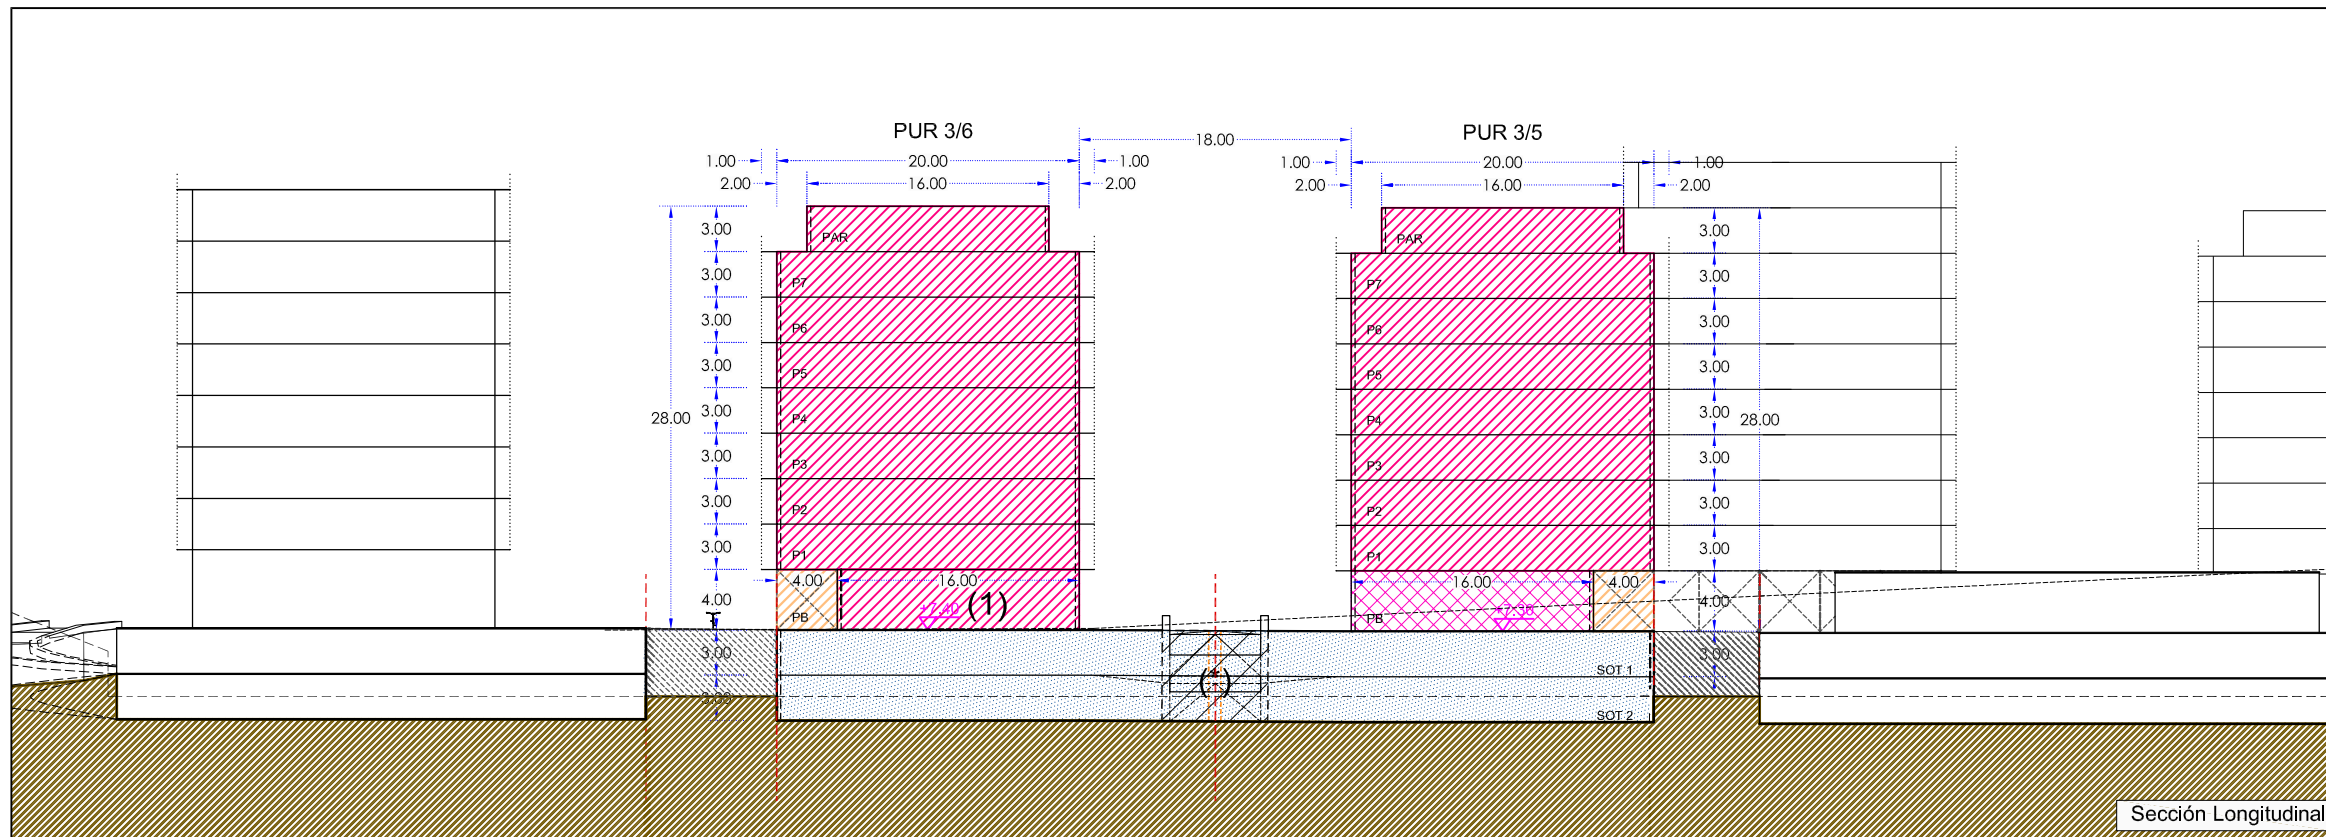 PUR 3/6
18.00
PUR 3/5
1.00 20.00 1.00
1.00 20.00 1.00
2.00 16.00 2.00
2.00 16.00 2.00
3.00 PAR
PAR 3.00
3.00 P7
P7 3.00
3.00 P6
P6 3.00
3.00 P5
P5 3.00
28.00 3.00 P4
P4 3.00 28.00
3.00 P3
P3 3.00
3.00 P2
P2 3.00
3.00 P1
P1 3.00
4.00 4.00 16.00
16.00 4.00 4.00
PB +7.40 (1)
PB
3.00
SOT 1 3.00
(*)
3.00
SOT 2
Sección Longitudinal